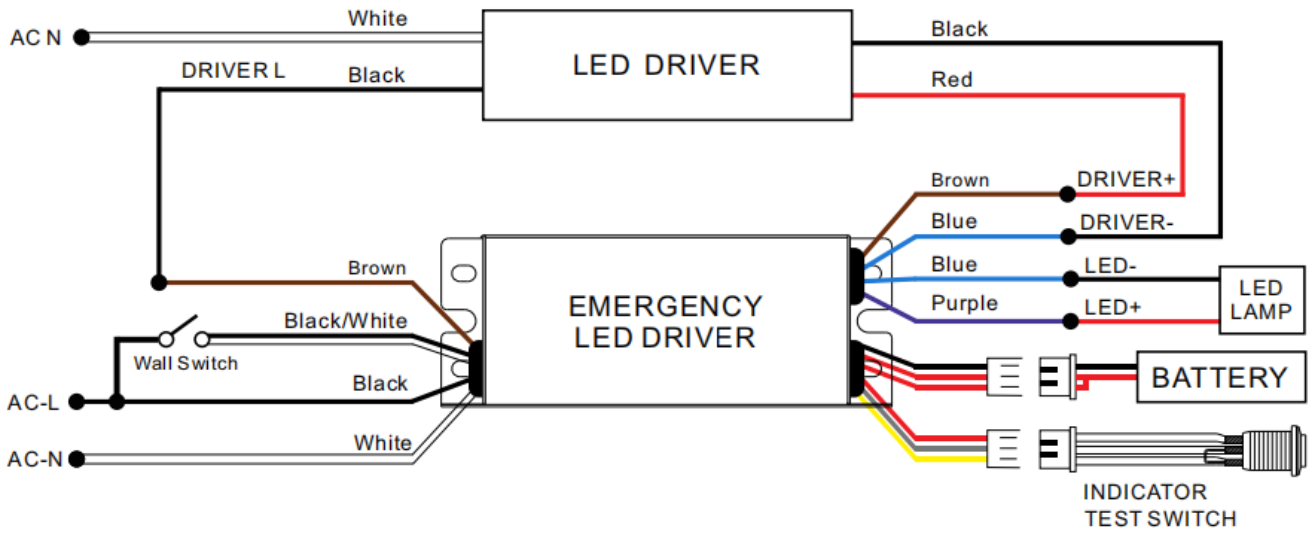 White
AC N
DRIVER L
Black
LED DRIVER
Black
Red
Brown
DRIVER+
Blue
DRIVER-
Blue
LED-
Purple
LED+
LED
LAMP
Brown
Black/White
Wall Switch
Black
AC-L
White
AC-N
EMERGENCY
LED DRIVER
BATTERY
INDICATOR
TEST SWITCH